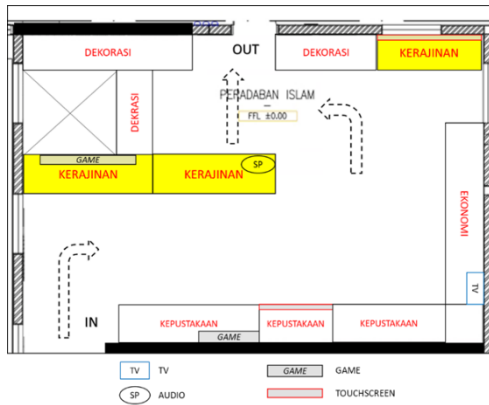 DEKORASI
OUT
DEKORASI
KERAJINAN
PERADABAN ISLAM
FFL ±0.00
DEKRASI
GAME
KERAJINAN
KERAJINAN
SP
EKONOMI
TV
IN
KEPUSTAKAAN
KEPUSTAKAAN
KEPUSTAKAAN
GAME
TV TV
GAME GAME
SP AUDIO
TOUCHSCREEN